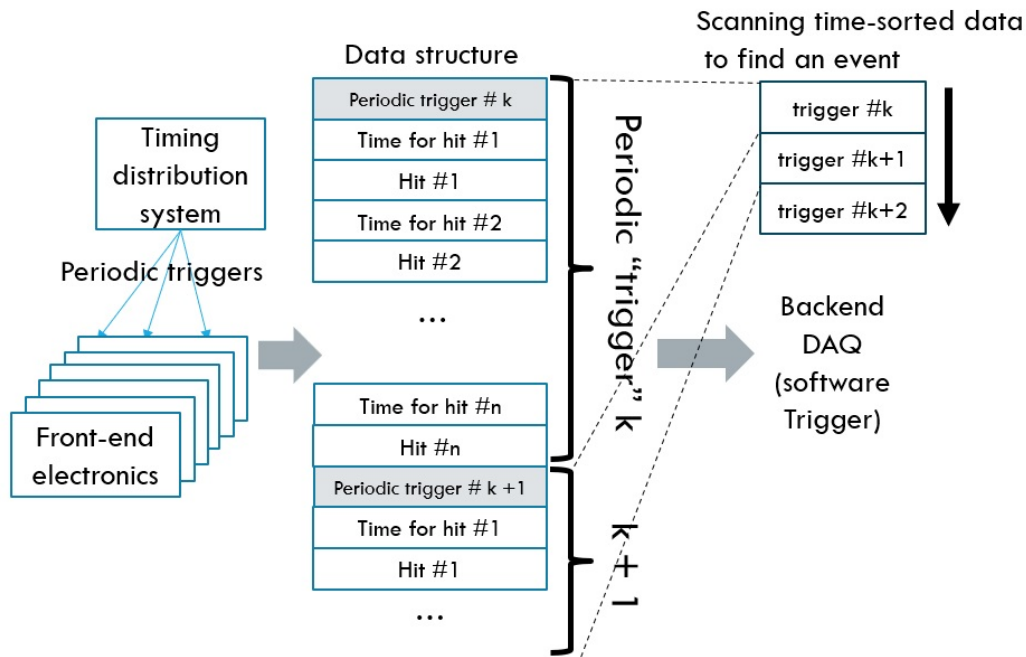 Scanning time-sorted data
to find an event
Data structure
Periodic trigger # k
Time for hit #1
Hit #1
Time for hit #2
Hit #2
...
Time for hit #n
Hit #n
Periodic trigger # k +1
Time for hit #1
Hit #1
...
Timing
distribution
system
Periodic triggers
Front-end
electronics
Periodic “trigger” k
k + 1
trigger #k
trigger #k+1
trigger #k+2
Backend
DAQ
(software
Trigger)